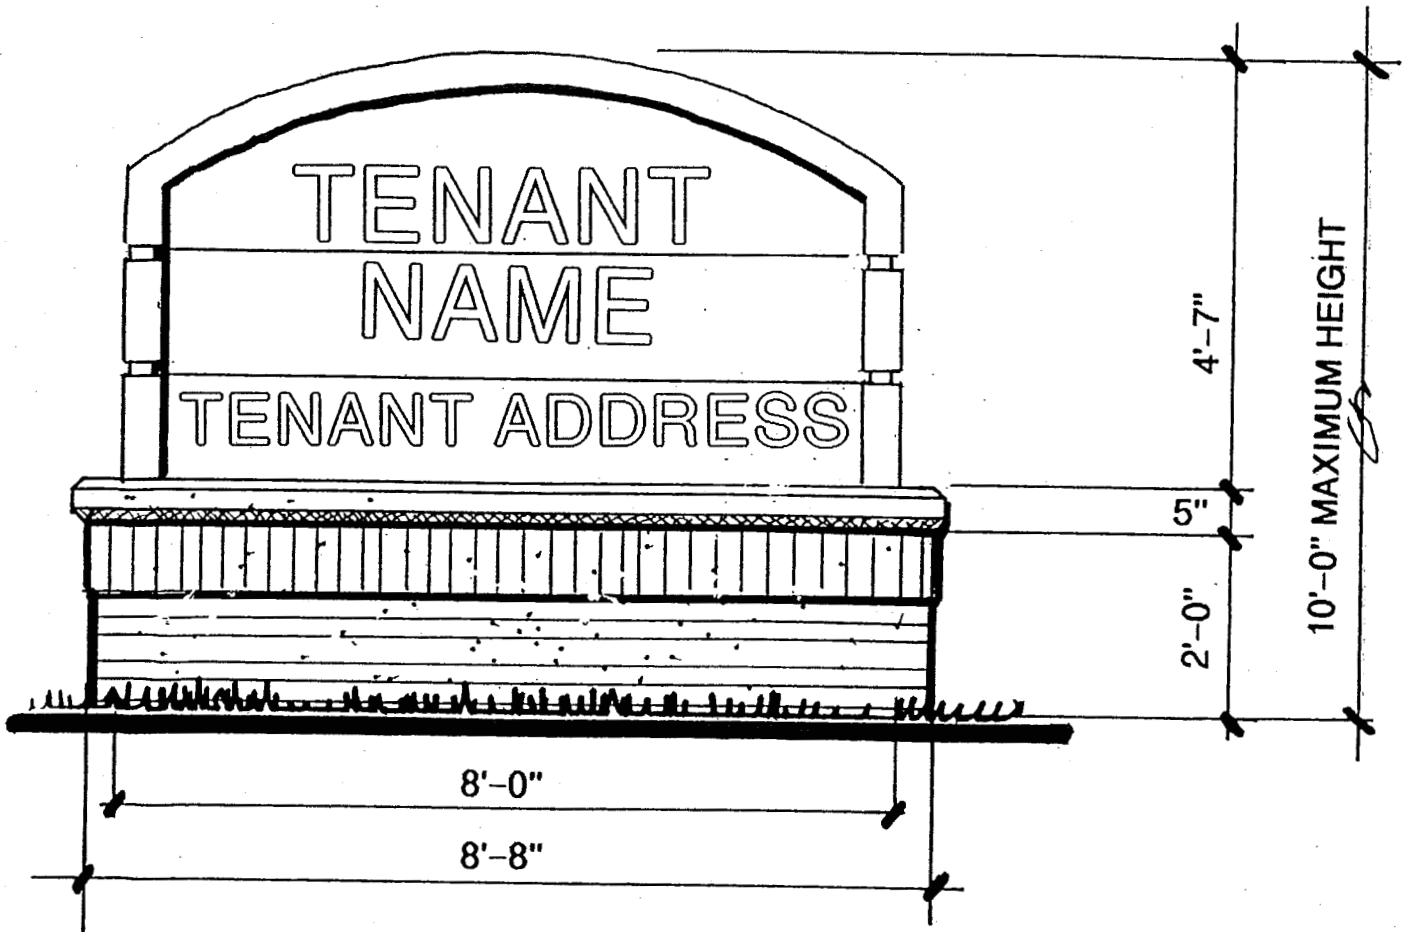 TENANT
NAME
TENANT ADDRESS
4'–7"
5"
2'–0"
10'–0" MAXIMUM HEIGHT
8'–0"
8'–8"